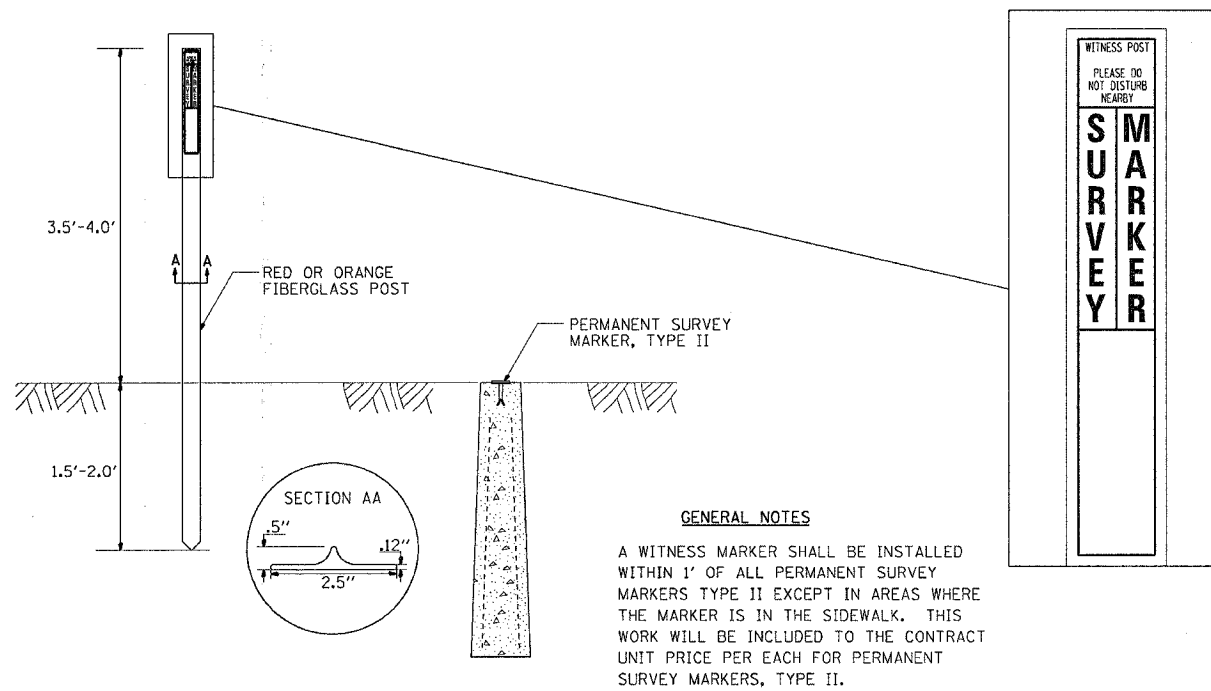 WITNESS POST
PLEASE DO
NOT DISTURB
NEARBY
SURVEY
MARKER
3.5'-4.0'
A A
RED OR ORANGE
FIBERGLASS POST
PERMANENT SURVEY
MARKER, TYPE II
1.5'-2.0'
SECTION AA
.5"
.12"
2.5"
GENERAL NOTES
A WITNESS MARKER SHALL BE INSTALLED
WITHIN 1' OF ALL PERMANENT SURVEY
MARKERS TYPE II EXCEPT IN AREAS WHERE
THE MARKER IS IN THE SIDEWALK. THIS
WORK WILL BE INCLUDED TO THE CONTRACT
UNIT PRICE PER EACH FOR PERMANENT
SURVEY MARKERS, TYPE II.